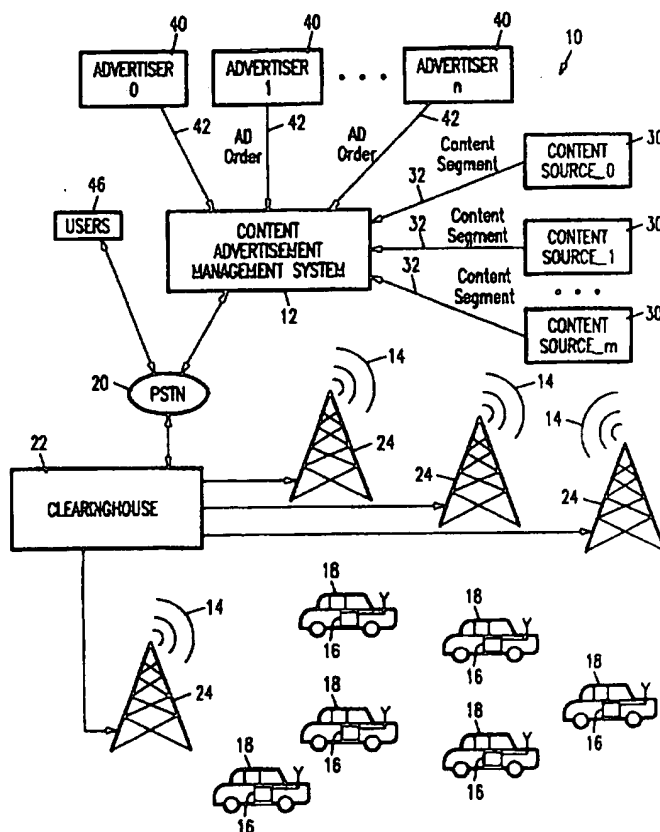 40 40 40
10
ADVERTISER 0
ADVERTISER 1
• • •
ADVERTISER n
42 42 42
AD Order
AD Order
Content Segment
32
CONTENT SOURCE_0
30
46
USERS
CONTENT ADVERTISEMENT MANAGEMENT SYSTEM
12
Content Segment
32
CONTENT SOURCE_1
30
• • •
Content Segment
32
CONTENT SOURCE_m
30
20
PSTN
14 14 14
24 24 24
22
CLEARINGHOUSE
14
24
18
16
18
16
18
16
18
16
18
16
18
16